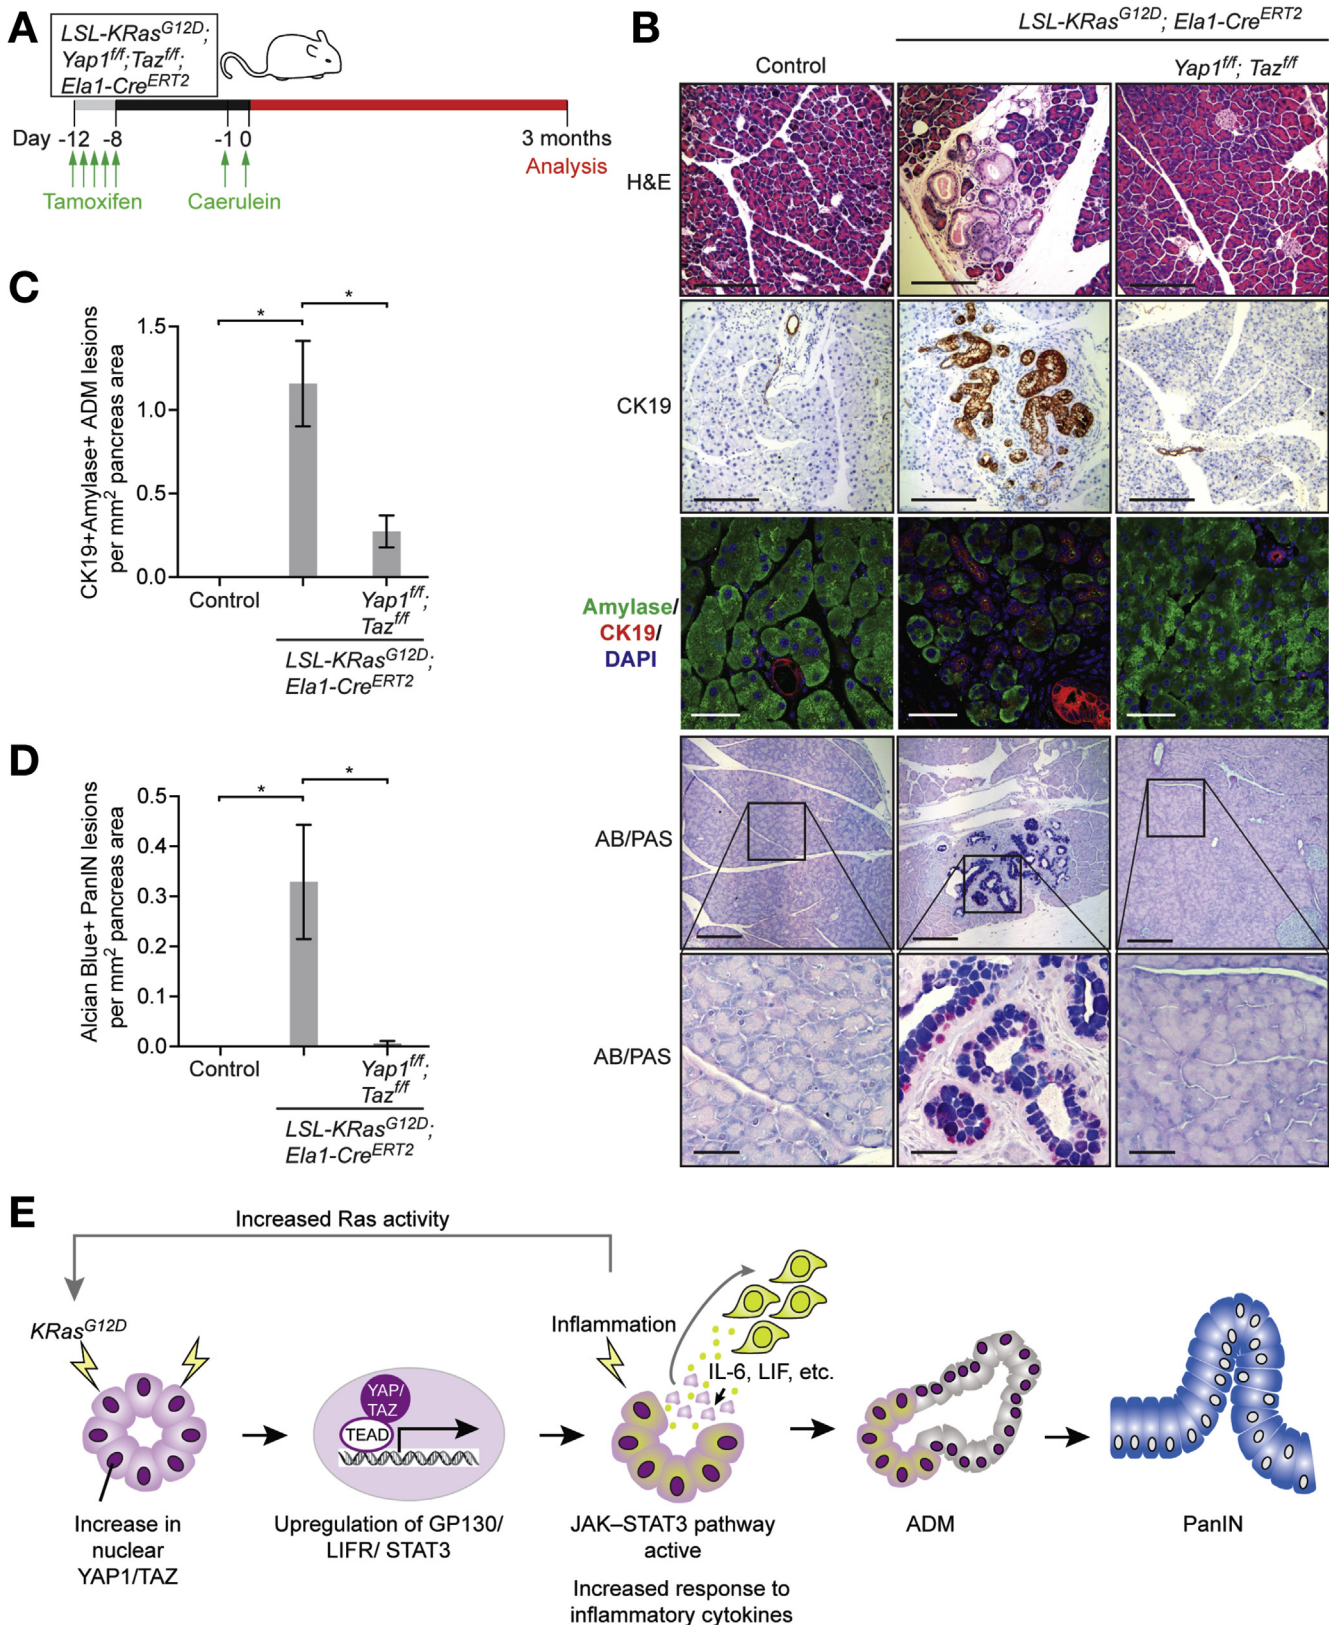 A
LSL-KRas^G12D;
Yap1^f/f;Taz^f/f;
Ela1-Cre^ERT2
Day -12 -8 -1 0 3 months
Analysis
Tamoxifen Caerulein
B
LSL-KRas^G12D; Ela1-Cre^ERT2
Control Yap1^f/f; Taz^f/f
H&E
CK19
Amylase/
CK19/
DAPI
AB/PAS
AB/PAS
C
CK19+Amylase+ ADM lesions
per mm² pancreas area
* *
1.5
1.0
0.5
0.0
Control Yap1^f/f;
Taz^f/f
LSL-KRas^G12D;
Ela1-Cre^ERT2
D
Alcian Blue+ PanIN lesions
per mm² pancreas area
* *
0.5
0.4
0.3
0.2
0.1
0.0
Control Yap1^f/f;
Taz^f/f
LSL-KRas^G12D;
Ela1-Cre^ERT2
E
Increased Ras activity
KRas^G12D
Increase in
nuclear
YAP1/TAZ
YAP/
TAZ
TEAD
Upregulation of GP130/
LIFR/ STAT3
Inflammation
IL-6, LIF, etc.
JAK–STAT3 pathway
active
Increased response to
inflammatory cytokines
ADM
PanIN